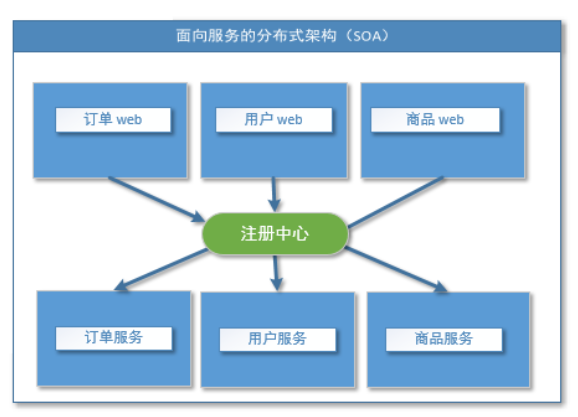 面向服务的分布式架构（SOA）
订单 web
用户 web
商品 web
注册中心
订单服务
用户服务
商品服务